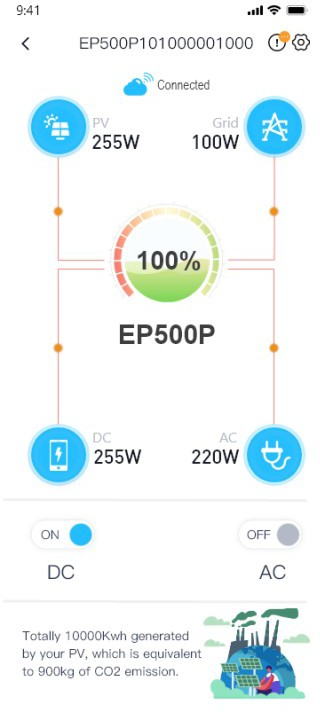 9:41
EP500P101000001000
Connected
PV
255W
Grid
100W
100%
EP500P
DC
255W
AC
220W
ON
OFF
DC
AC
Totally 10000Kwh generated
by your PV, which is equivalent
to 900kg of CO2 emission.